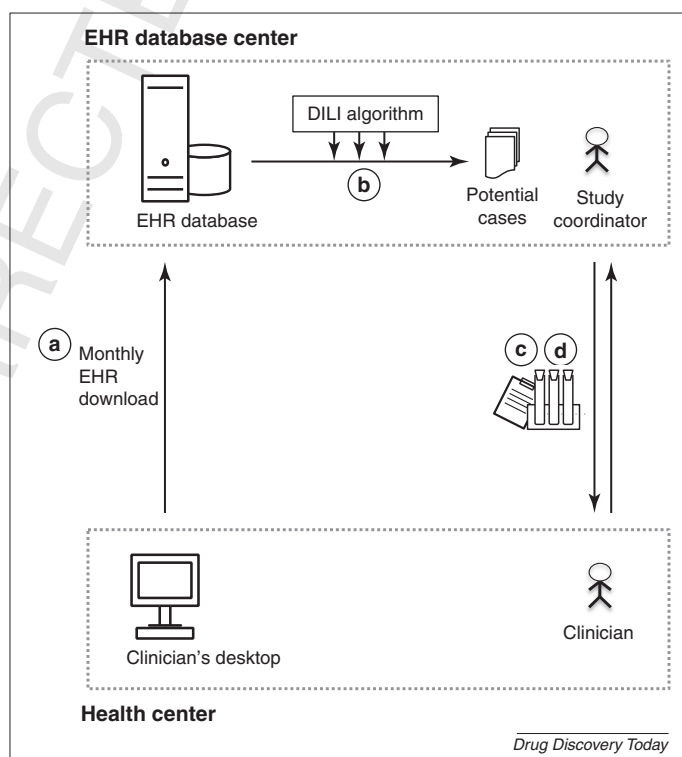 EHR database center
DILI algorithm
b
EHR database
Potential
cases
Study
coordinator
a
Monthly
EHR
download
c d
Clinician's desktop
Clinician
Health center
Drug Discovery Today